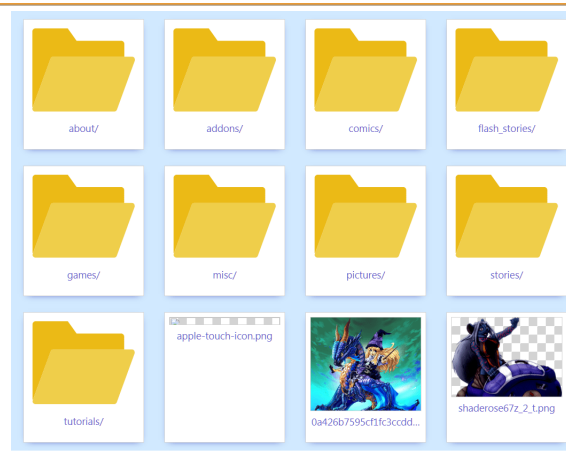 about/
addons/
comics/
flash_stories/
games/
misc/
pictures/
stories/
tutorials/
apple-touch-icon.png
0a426b7595cf1fc3ccdd...
shaderose67z_2_t.png